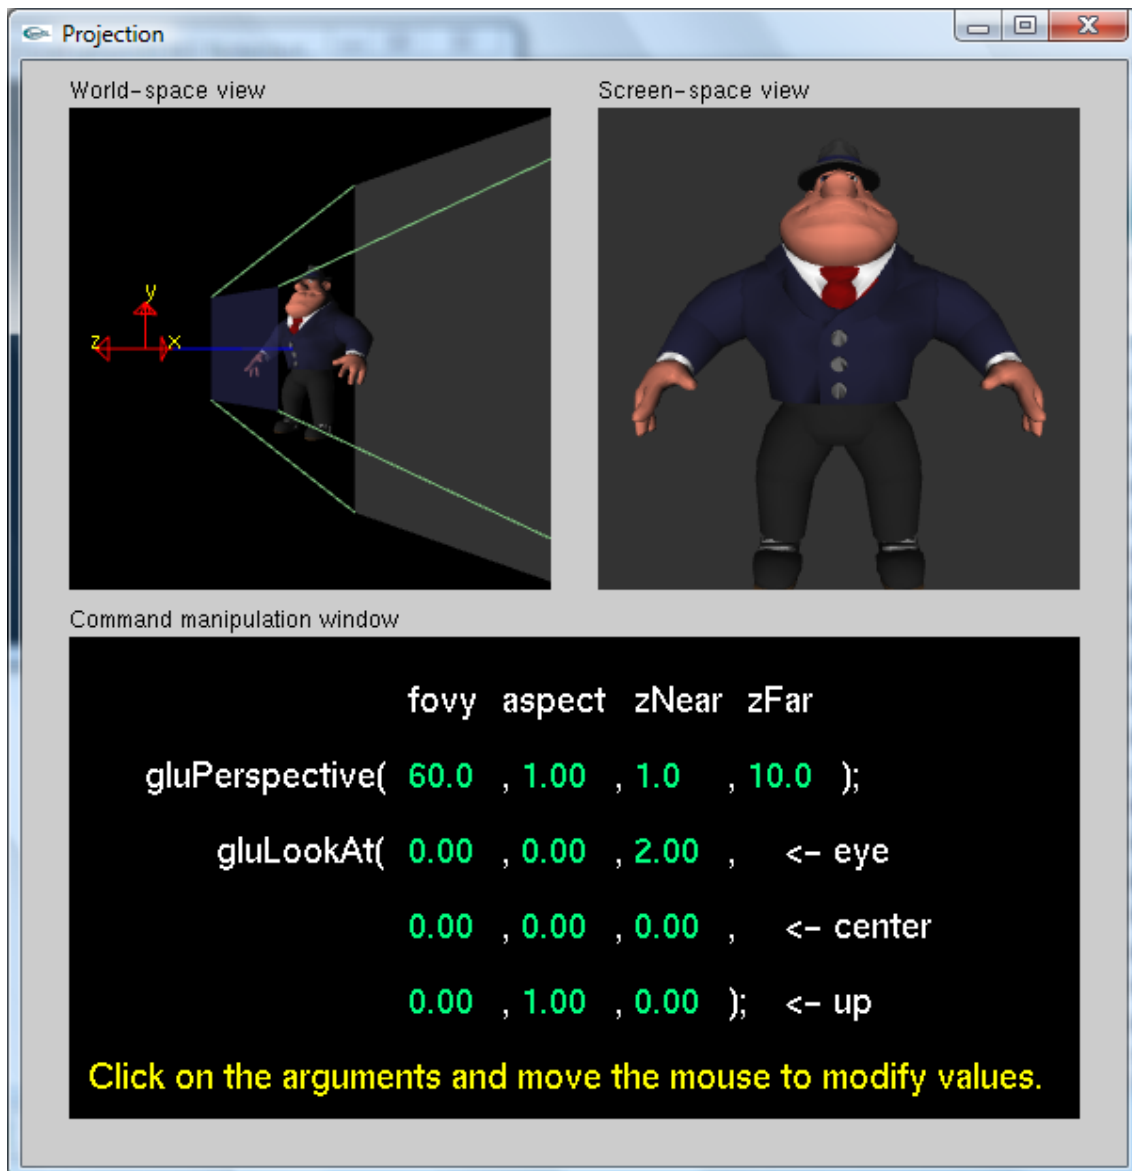 Projection
World-space view
Screen-space view
y
z
x
Command manipulation window
fovy aspect zNear zFar
gluPerspective( 60.0 , 1.00 , 1.0 , 10.0 );
gluLookAt( 0.00 , 0.00 , 2.00 , <- eye
0.00 , 0.00 , 0.00 , <- center
0.00 , 1.00 , 0.00 ); <- up
Click on the arguments and move the mouse to modify values.